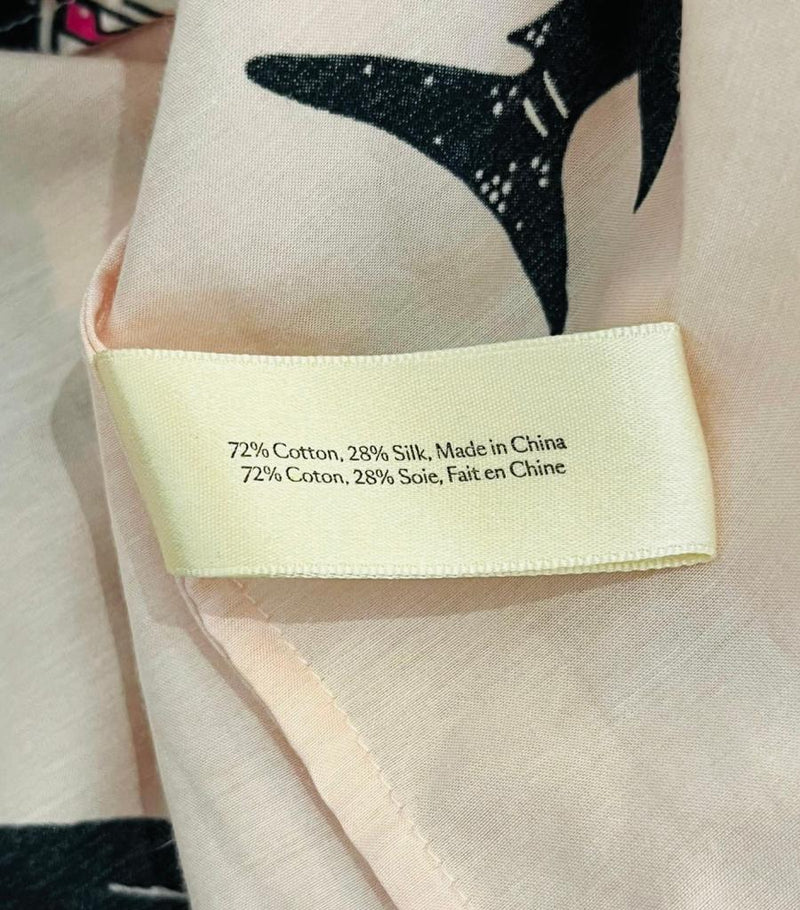 72% Cotton, 28% Silk, Made in China
72% Coton, 28% Soie, Fait en Chine